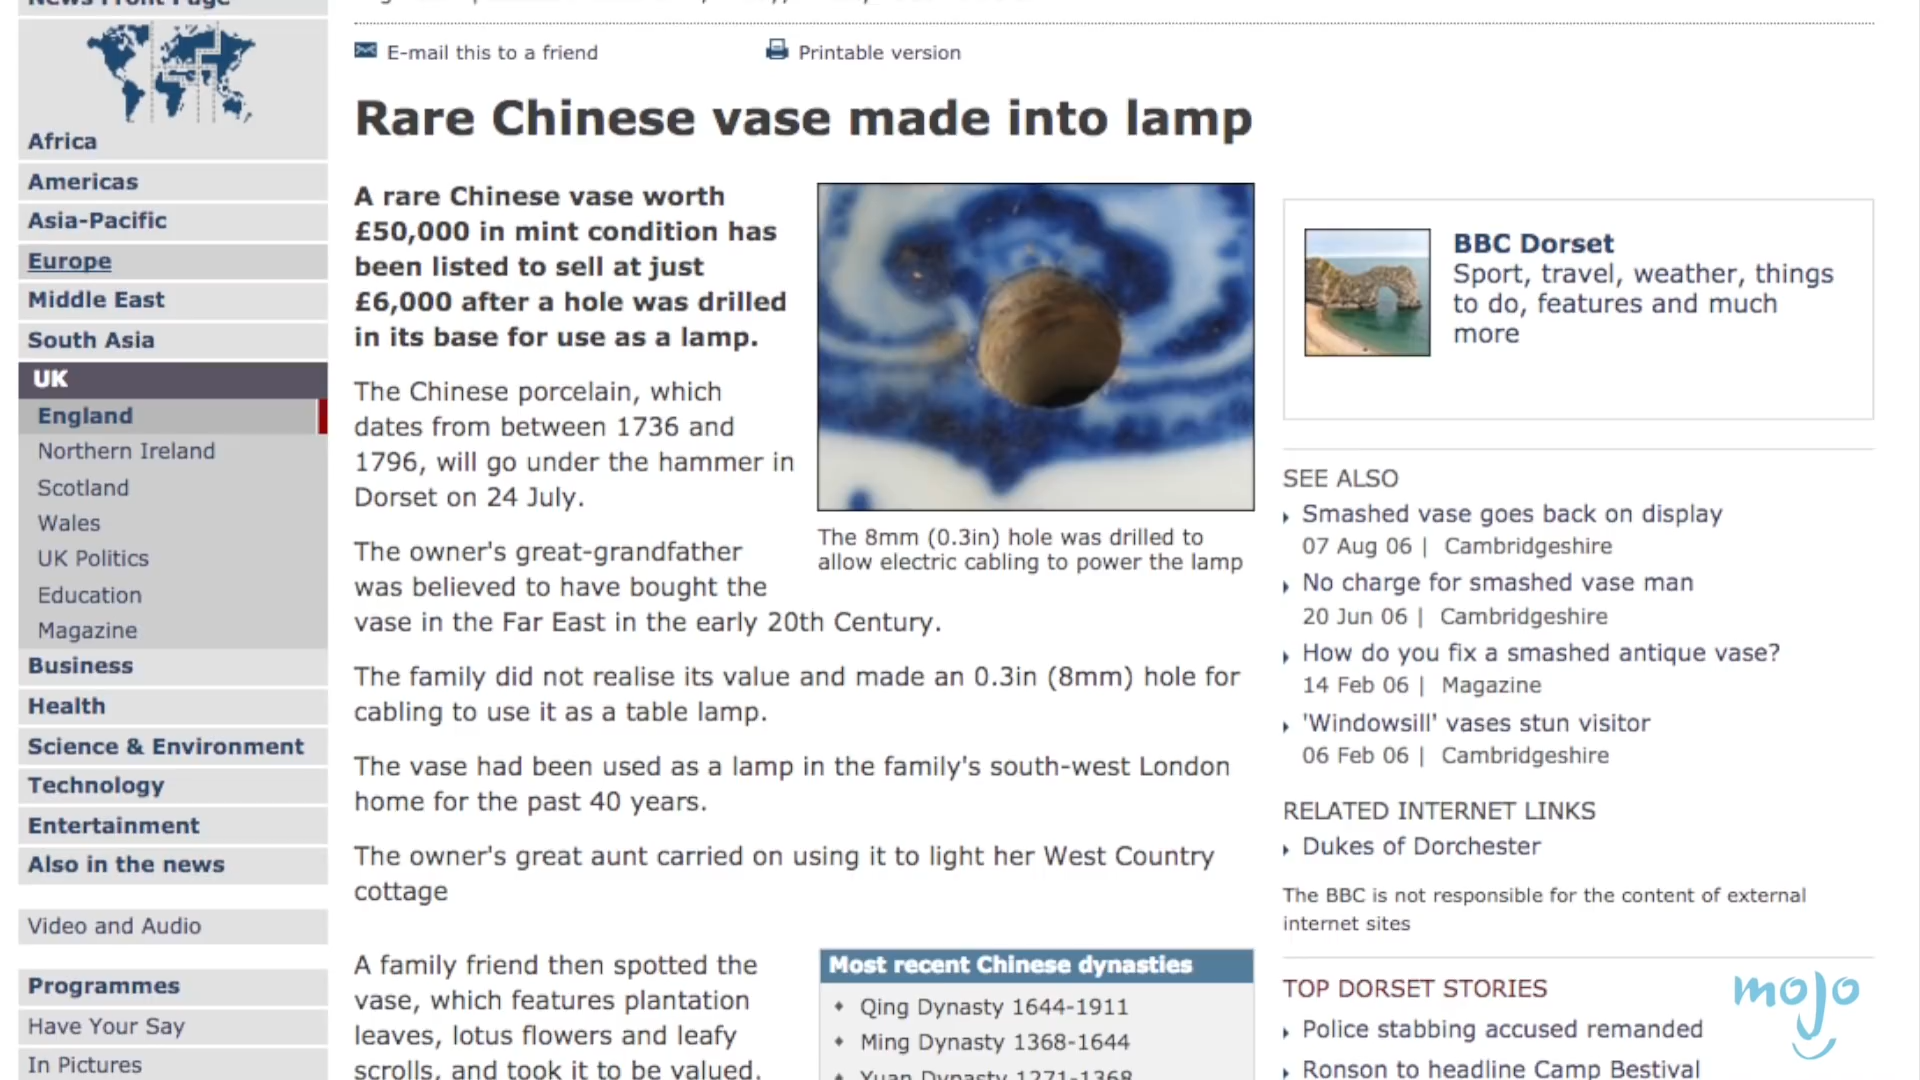 E-mail this to a friend
Printable version
Rare Chinese vase made into lamp
Africa
Americas
Asia-Pacific
Europe
Middle East
South Asia
UK
England
Northern Ireland
Scotland
Wales
UK Politics
Education
Magazine
Business
Health
Science & Environment
Technology
Entertainment
Also in the news
Video and Audio
Programmes
Have Your Say
In Pictures
A rare Chinese vase worth
£50,000 in mint condition has
been listed to sell at just
£6,000 after a hole was drilled
in its base for use as a lamp.
The Chinese porcelain, which
dates from between 1736 and
1796, will go under the hammer in
Dorset on 24 July.
The owner's great-grandfather
was believed to have bought the
vase in the Far East in the early 20th Century.
The family did not realise its value and made an 0.3in (8mm) hole for
cabling to use it as a table lamp.
The vase had been used as a lamp in the family's south-west London
home for the past 40 years.
The owner's great aunt carried on using it to light her West Country
cottage
A family friend then spotted the
vase, which features plantation
leaves, lotus flowers and leafy
scrolls, and took it to be valued.
The 8mm (0.3in) hole was drilled to
allow electric cabling to power the lamp
Most recent Chinese dynasties
Qing Dynasty 1644-1911
Ming Dynasty 1368-1644
Yuan Dynasty 1271-1368
BBC Dorset
Sport, travel, weather, things
to do, features and much
more
SEE ALSO
Smashed vase goes back on display
07 Aug 06 | Cambridgeshire
No charge for smashed vase man
20 Jun 06 | Cambridgeshire
How do you fix a smashed antique vase?
14 Feb 06 | Magazine
'Windowsill' vases stun visitor
06 Feb 06 | Cambridgeshire
RELATED INTERNET LINKS
Dukes of Dorchester
The BBC is not responsible for the content of external
internet sites
TOP DORSET STORIES
Police stabbing accused remanded
Ronson to headline Camp Bestival
mojo